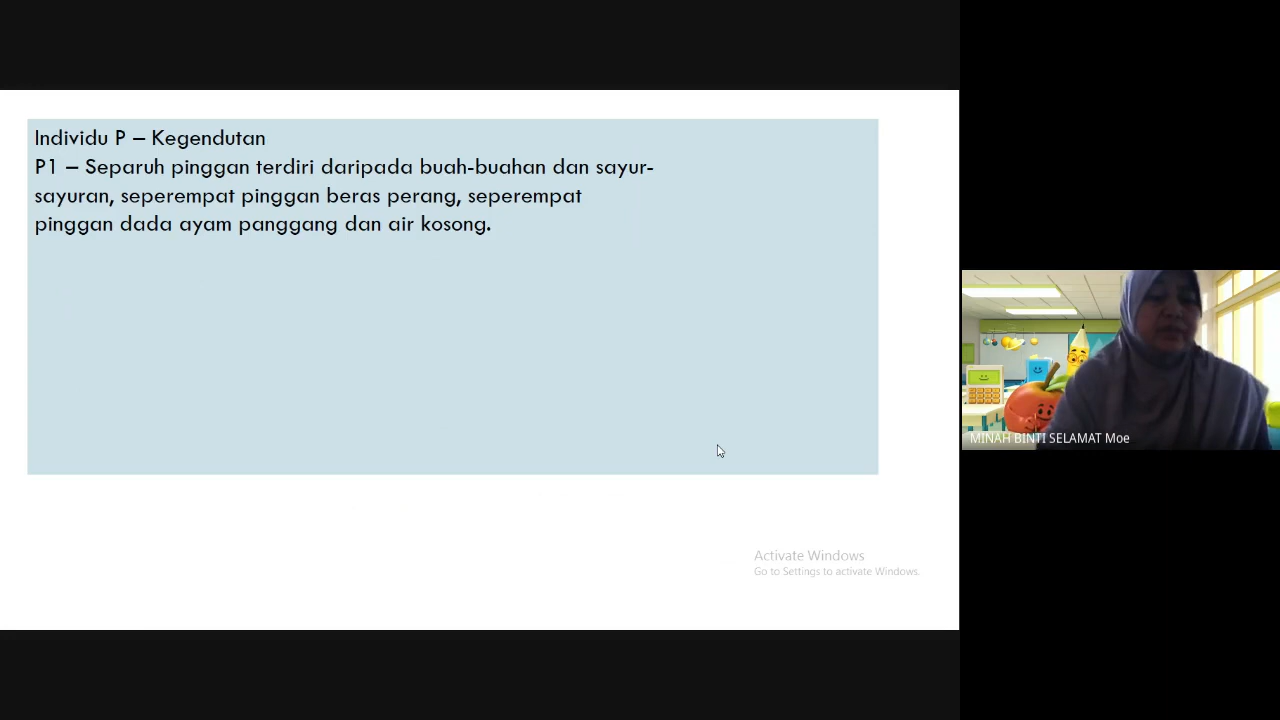 Individu P – Kegendutan
P1 – Separuh pinggan terdiri daripada buah-buahan dan sayur-
sayuran, seperempat pinggan beras perang, seperempat
pinggan dada ayam panggang dan air kosong.
MINAH BINTI SELAMAT Moe
Activate Windows
Go to Settings to activate Windows.